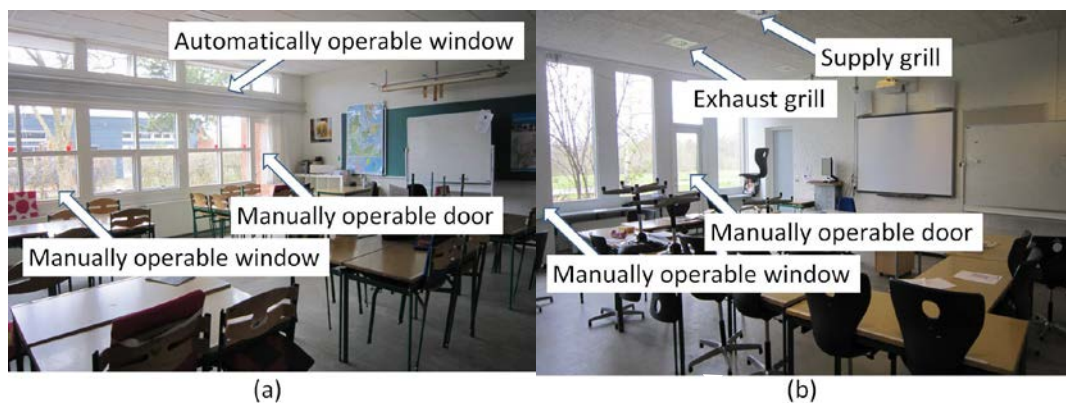 Automatically operable window
Manually operable door
Manually operable window
(a)
Supply grill
Exhaust grill
Manually operable door
Manually operable window
(b)